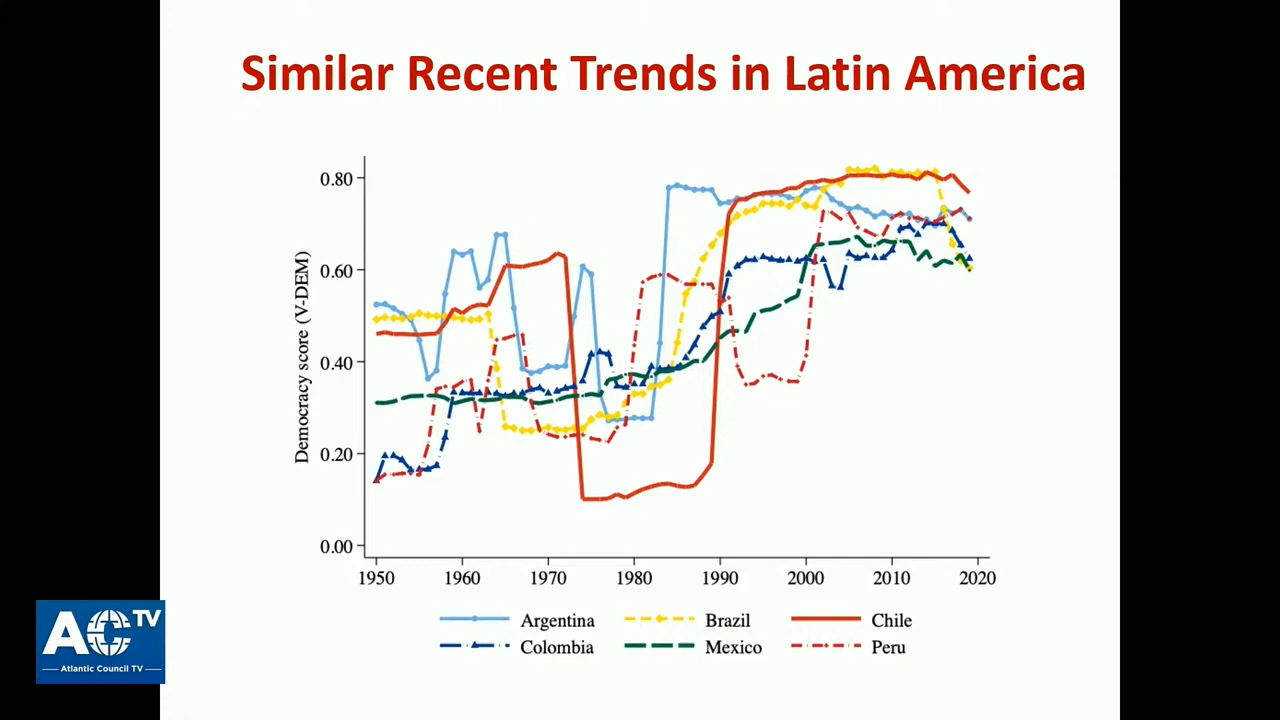 Similar Recent Trends in Latin America
Democracy score (V-DEM)
0.80
0.60
0.40
0.20
0.00
1950 1960 1970 1980 1990 2000 2010 2020
Argentina Brazil Chile
Colombia Mexico Peru
AC TV
Atlantic Council TV